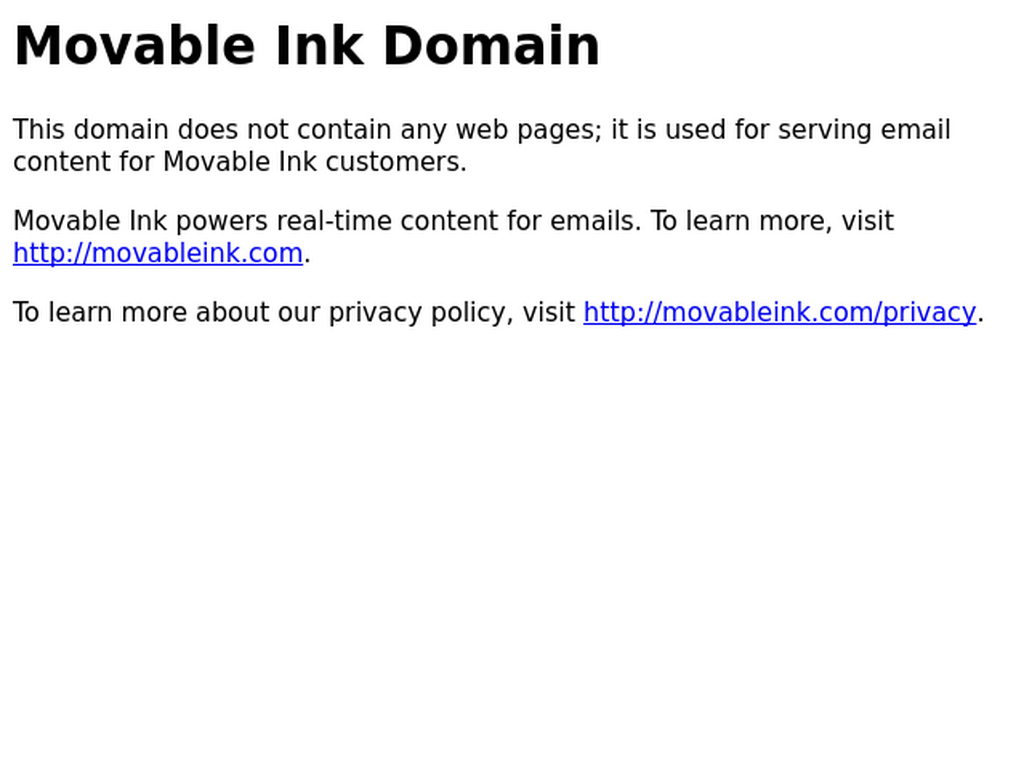 Movable Ink Domain
This domain does not contain any web pages; it is used for serving email
content for Movable Ink customers.
Movable Ink powers real-time content for emails. To learn more, visit
http://movableink.com.
To learn more about our privacy policy, visit http://movableink.com/privacy.